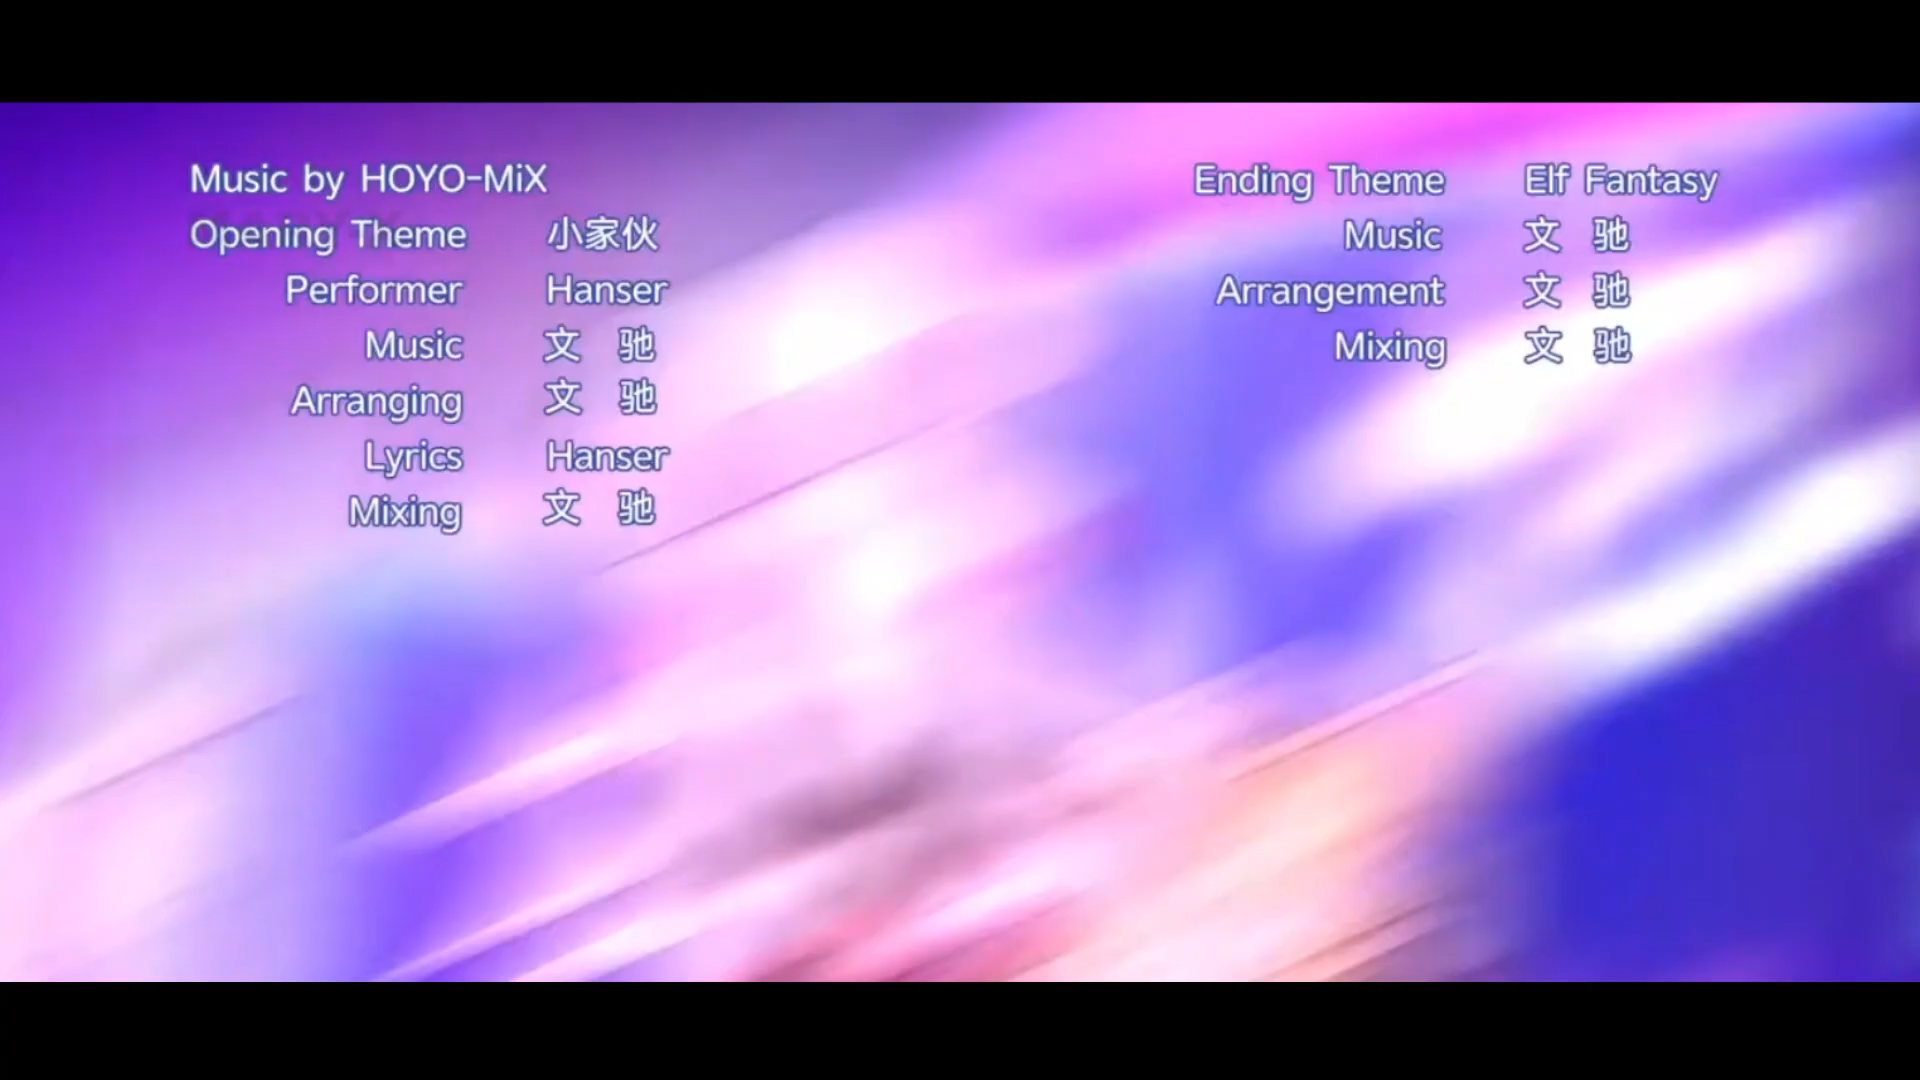 Music by HOYO-MiX
Opening Theme 小家伙
Performer Hanser
Music 文 驰
Arranging 文 驰
Lyrics Hanser
Mixing 文 驰
Ending Theme Elf Fantasy
Music 文 驰
Arrangement 文 驰
Mixing 文 驰